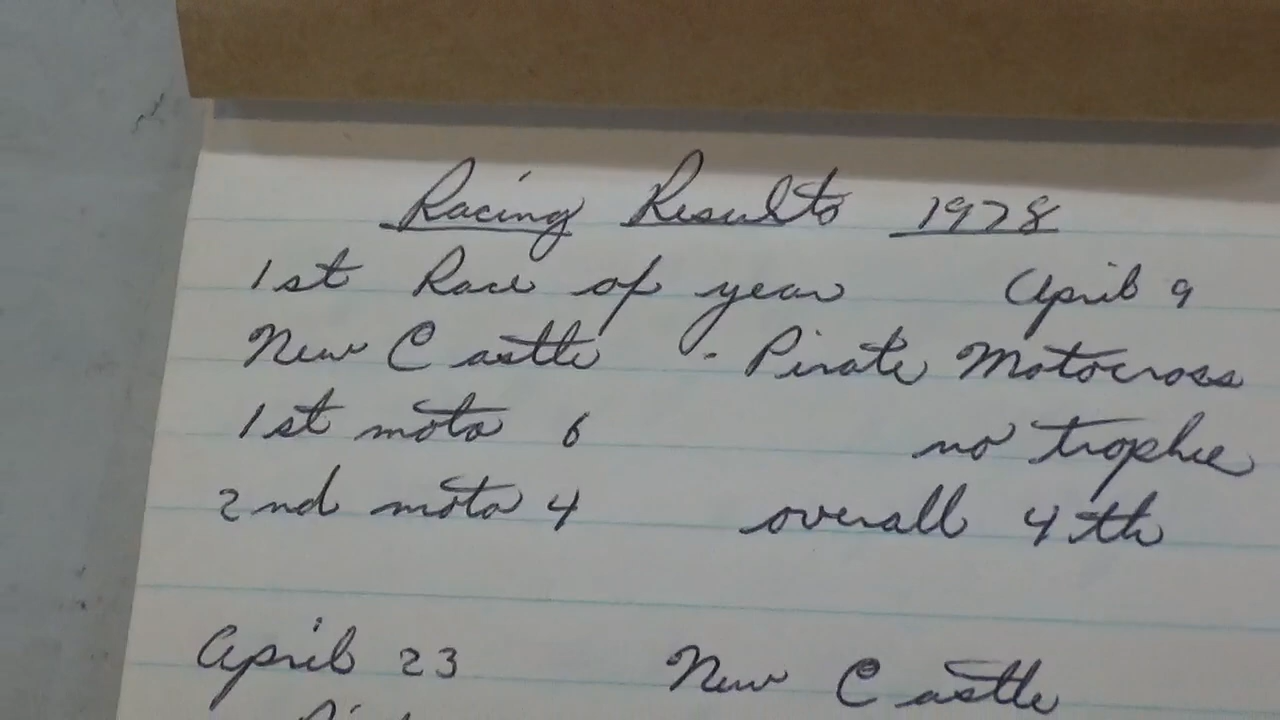 Racing Results 1978
1st Race of year April 9
New Castle - Pirate Motocross
1st moto 6 no trophie
2nd moto 4 overall 4th
April 23 New Castle